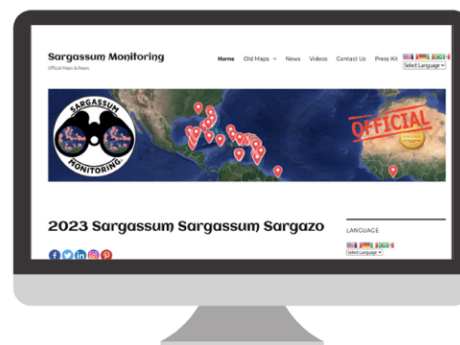 Sargassum Monitoring
Official Maps & News
Home Old Maps News Videos Contact Us Press Kit
Select Language
SARGASSUM
MONITORING.
OFFICIAL
2023 Sargassum Sargassum Sargazo
LANGUAGE
Select Language